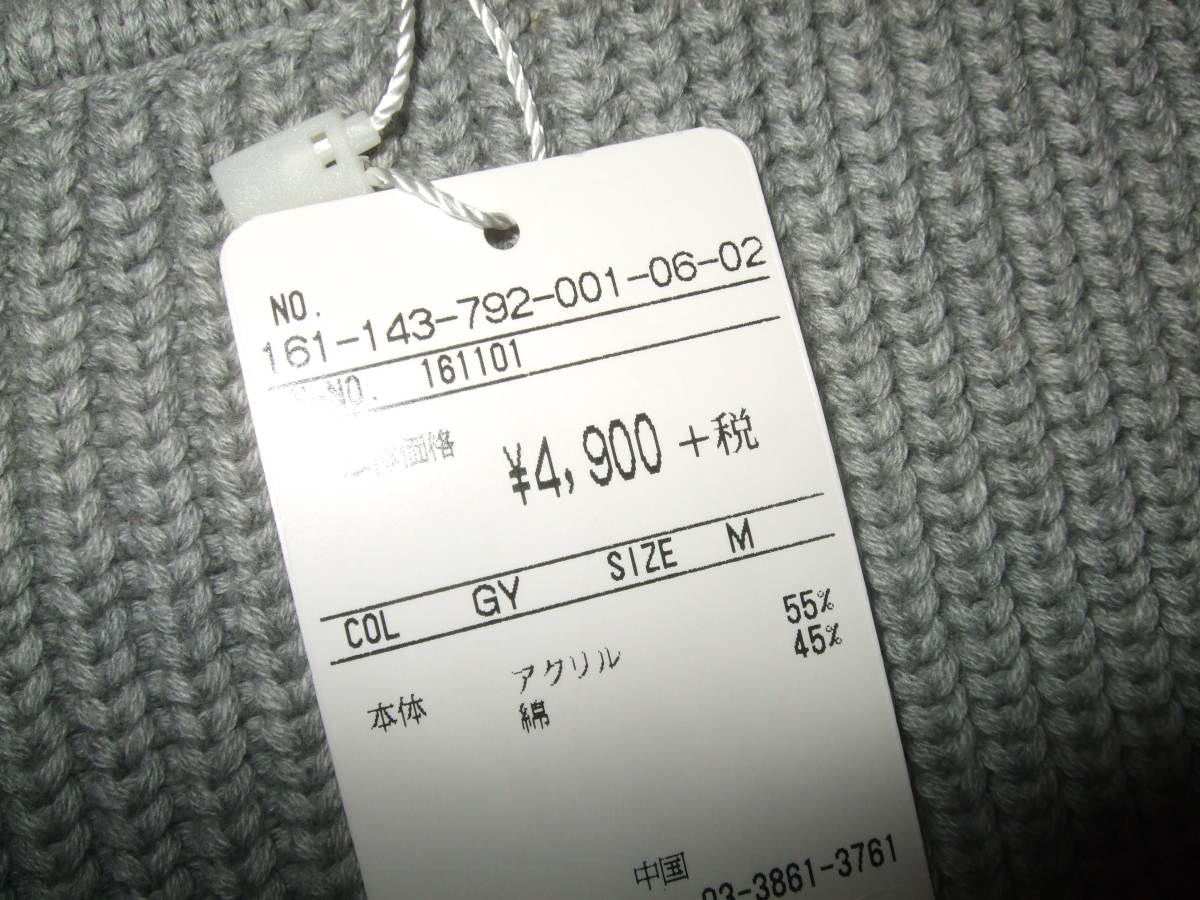 NO.
161-143-792-001-06-02
-NO. 161101
価格 ¥4,900 +税
COL GY SIZE M
本体 アクリル 55%
綿 45%
中国
03-3861-3761